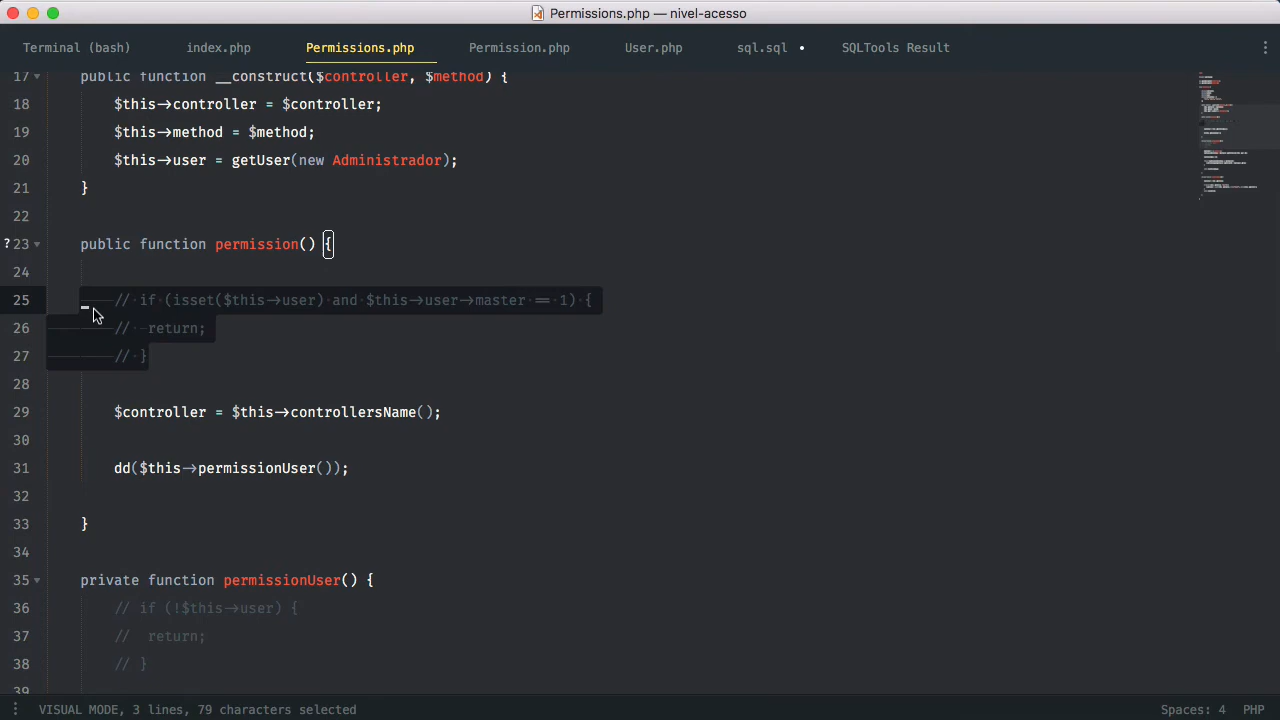 Permissions.php — nivel-acesso
Terminal (bash) index.php Permissions.php Permission.php User.php sql.sql SQLTools Result
17 public function __construct($controller, $method) {
18 $this->controller = $controller;
19 $this->method = $method;
20 $this->user = getUser(new Administrador);
21 }
22
?23 public function permission() {
24
25 // if (isset($this->user) and $this->user->master == 1) {
26 // return;
27 // }
28
29 $controller = $this->controllersName();
30
31 dd($this->permissionUser());
32
33 }
34
35 private function permissionUser() {
36 // if (!$this->user) {
37 // return;
38 // }
39
VISUAL MODE, 3 lines, 79 characters selected Spaces: 4 PHP